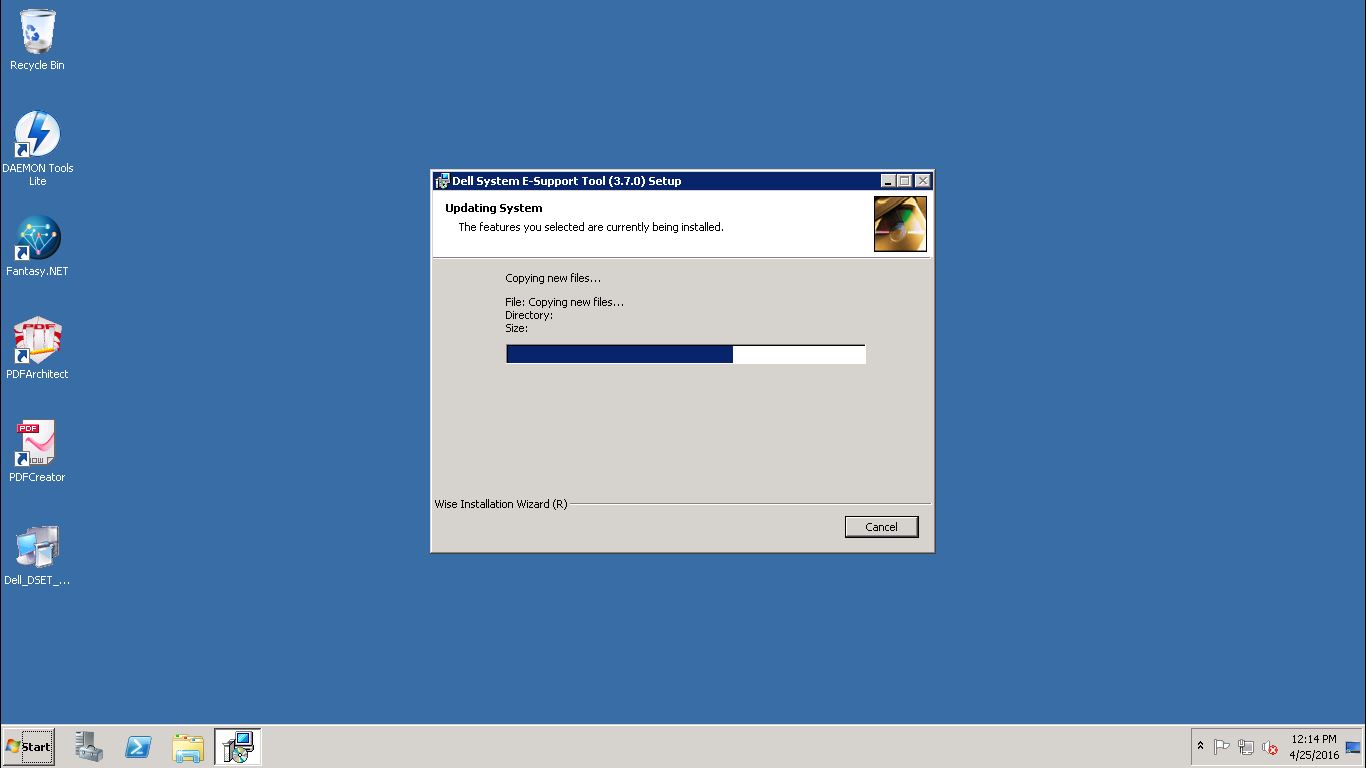 Recycle Bin
DAEMON Tools
Lite
Fantasy.NET
PDF
PDFArchitect
PDF
PDFCreator
Dell_DSET_...
Dell System E-Support Tool (3.7.0) Setup
Updating System
The features you selected are currently being installed.
Copying new files...
File: Copying new files...
Directory:
Size:
Wise Installation Wizard (R)
Cancel
Start
12:14 PM
4/25/2016